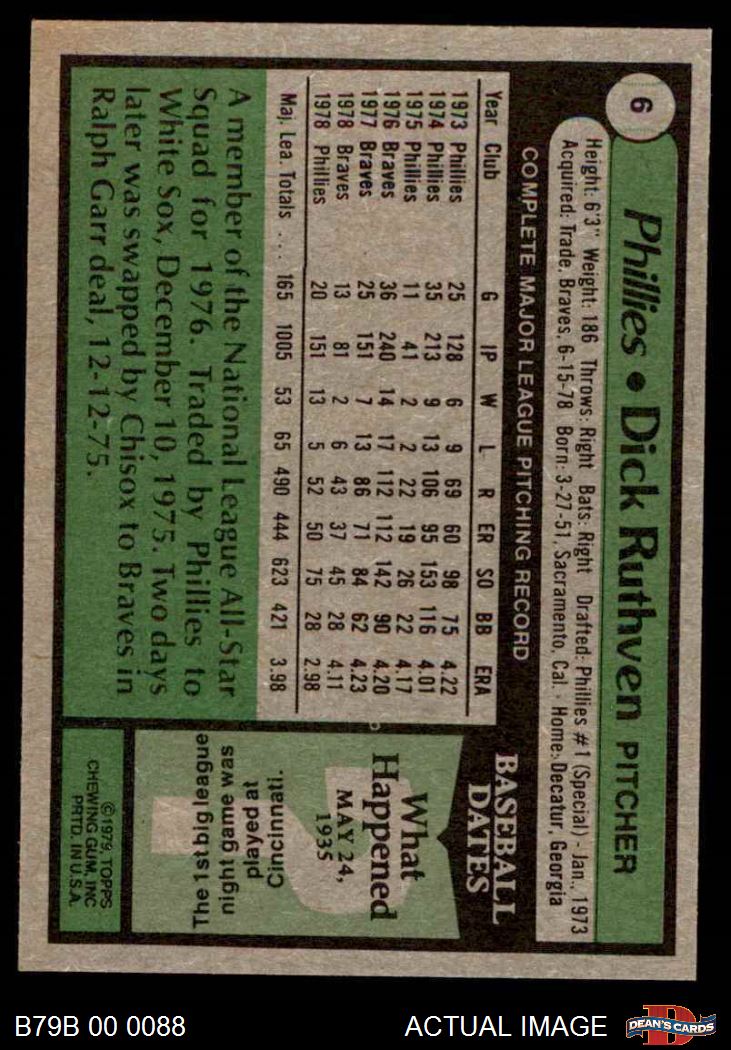 6
Phillies • Dick Ruthven PITCHER
Height: 6'3" Weight: 186 Throws: Right Bats: Right Drafted: Phillies #1 (Special) - Jan., 1973
Acquired: Trade, Braves, 6-15-78 Born: 3-27-51, Sacramento, Cal. Home: Decatur, Georgia
COMPLETE MAJOR LEAGUE PITCHING RECORD
Year Club G IP W L R ER SO BB ERA
1973 Phillies 25 128 6 9 69 60 98 75 4.22
1974 Phillies 35 213 9 13 106 95 153 116 4.01
1975 Phillies 11 41 2 2 22 19 26 22 4.17
1976 Braves 36 240 14 17 112 112 142 90 4.20
1977 Braves 25 151 7 13 86 71 84 62 4.23
1978 Braves 13 81 2 6 43 37 45 28 4.11
1978 Phillies 20 151 13 5 52 50 75 28 2.98
Maj. Lea. Totals .... 165 1005 53 65 490 444 623 421 3.98
A member of the National League All-Star
Squad for 1976. Traded by Phillies to
White Sox, December 10, 1975. Two days
later was swapped by Chisox to Braves in
Ralph Garr deal, 12-12-75.
BASEBALL
DATES
What
Happened
MAY 24,
1935
The 1st big league
night game was
played at
Cincinnati.
©1979, TOPPS
CHEWING GUM, INC
PRTD. IN U.S.A.
B79B 00 0088
ACTUAL IMAGE
D
DEAN'S CARDS